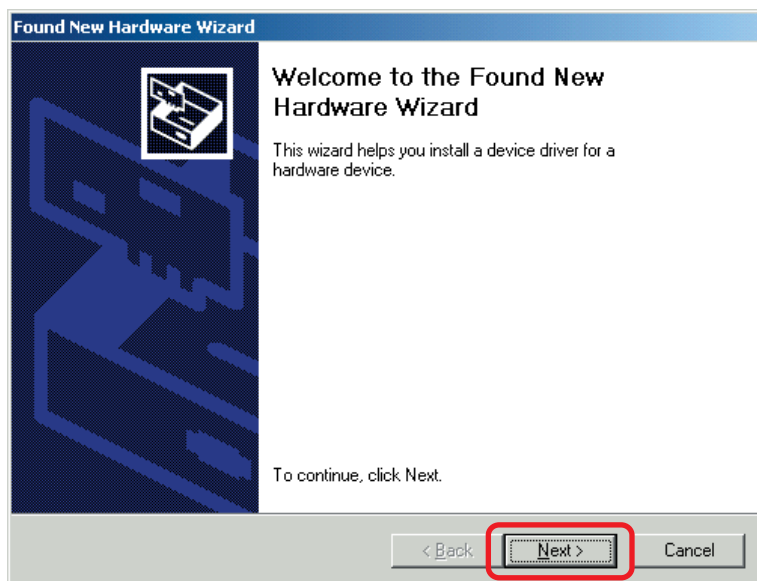 Found New Hardware Wizard
Welcome to the Found New
Hardware Wizard
This wizard helps you install a device driver for a
hardware device.
To continue, click Next.
< Back
Next >
Cancel